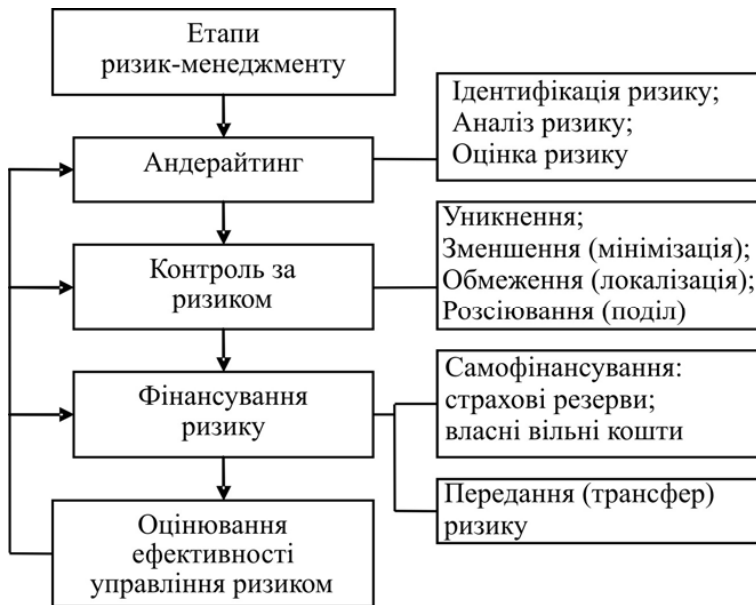 Етапи
ризик-менеджменту
Андерайтинг
Ідентифікація ризику;
Аналіз ризику;
Оцінка ризику
Контроль за
ризиком
Уникнення;
Зменшення (мінімізація);
Обмеження (локалізація);
Розсіювання (поділ)
Фінансування
ризику
Самофінансування:
страхові резерви;
власні вільні кошти
Передання (трансфер)
ризику
Оцінювання
ефективності
управління ризиком